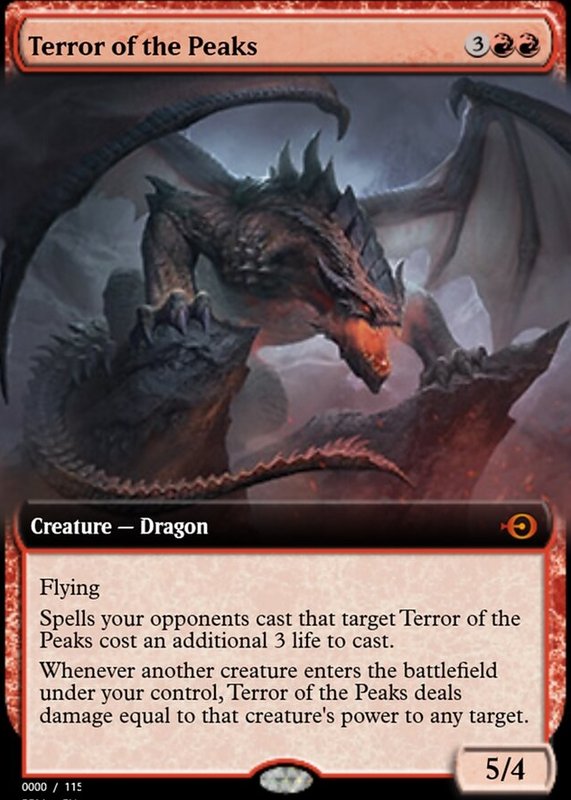 Terror of the Peaks 3
Creature — Dragon
Flying
Spells your opponents cast that target Terror of the
Peaks cost an additional 3 life to cast.
Whenever another creature enters the battlefield
under your control, Terror of the Peaks deals
damage equal to that creature's power to any target.
5/4
0000 / 115